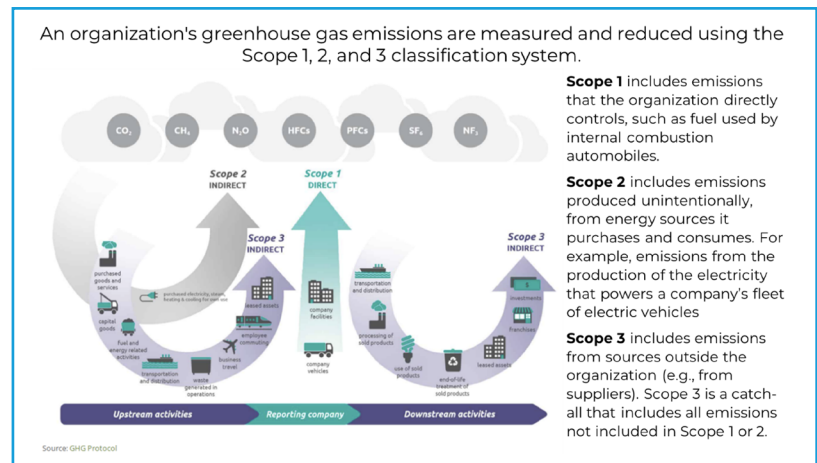 An organization's greenhouse gas emissions are measured and reduced using the
Scope 1, 2, and 3 classification system.
CO₂ CH₄ N₂O HFCs PFCs SF₆ NF₃
Scope 2
INDIRECT
Scope 1
DIRECT
Scope 3
INDIRECT
Scope 3
INDIRECT
purchased
goods and
services
capital
goods
fuel and
energy related
activities
transportation
and distribution
waste
generated in
operations
business
travel
employee
commuting
leased assets
purchased electricity, steam,
heating & cooling for own use
company
facilities
company
vehicles
transportation
and distribution
processing of
sold products
use of sold
products
end-of-life
treatment of
sold products
leased assets
franchises
investments
Upstream activities
Reporting company
Downstream activities
Source: GHG Protocol
Scope 1 includes emissions
that the organization directly
controls, such as fuel used by
internal combustion
automobiles.
Scope 2 includes emissions
produced unintentionally,
from energy sources it
purchases and consumes. For
example, emissions from the
production of the electricity
that powers a company's fleet
of electric vehicles
Scope 3 includes emissions
from sources outside the
organization (e.g., from
suppliers). Scope 3 is a catch-
all that includes all emissions
not included in Scope 1 or 2.